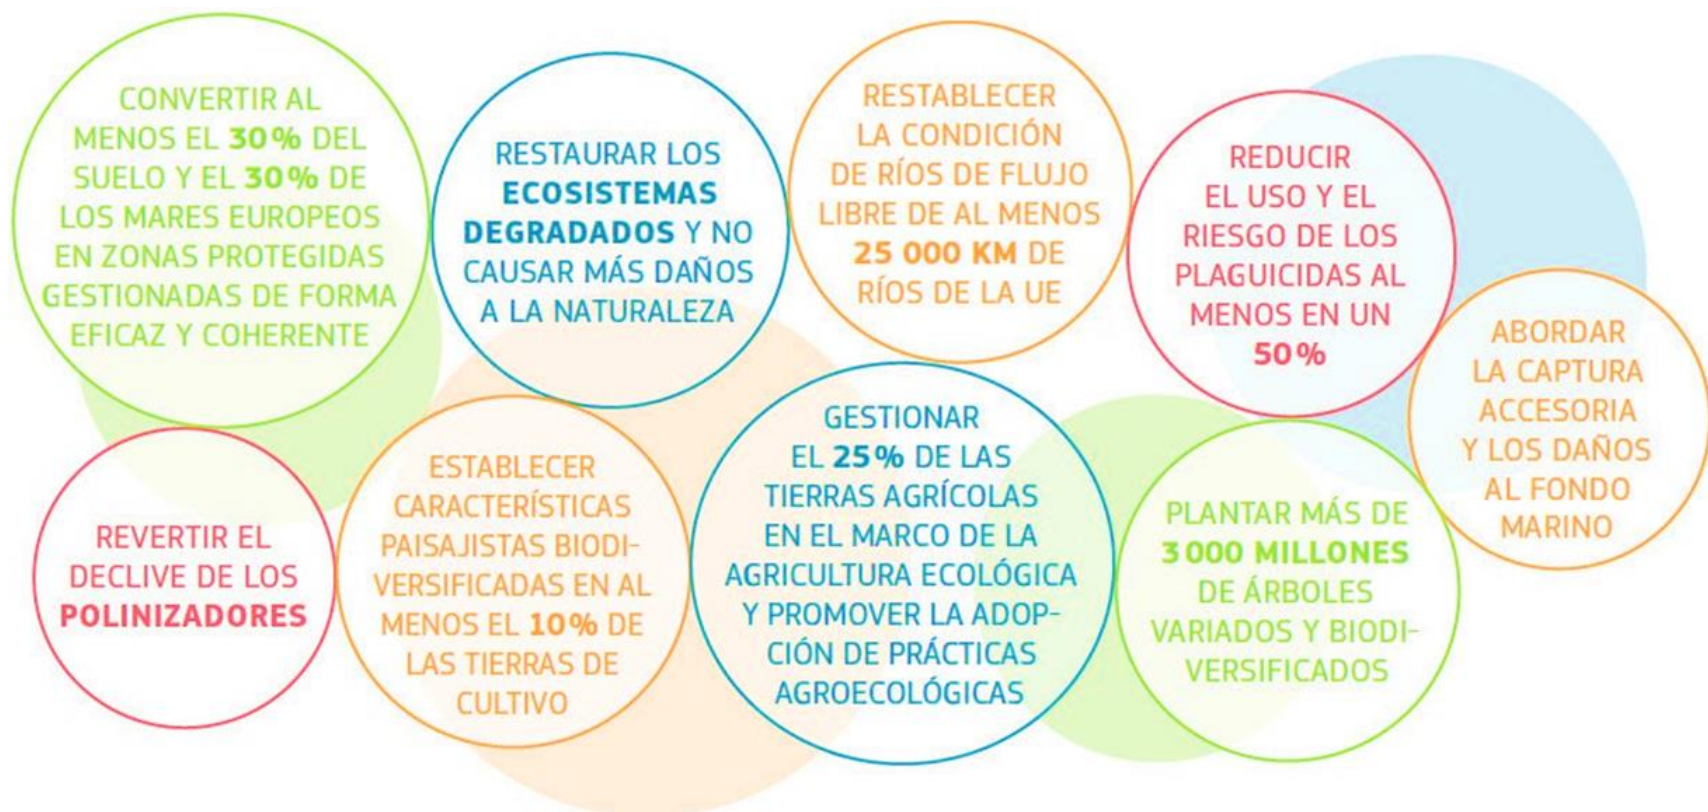 CONVERTIR AL
MENOS EL 30% DEL
SUELO Y EL 30% DE
LOS MARES EUROPEOS
EN ZONAS PROTEGIDAS
GESTIONADAS DE FORMA
EFICAZ Y COHERENTE
RESTAURAR LOS
ECOSISTEMAS
DEGRADADOS Y NO
CAUSAR MÁS DAÑOS
A LA NATURALEZA
RESTABLECER
LA CONDICIÓN
DE RÍOS DE FLUJO
LIBRE DE AL MENOS
25 000 KM DE
RÍOS DE LA UE
REDUCIR
EL USO Y EL
RIESGO DE LOS
PLAGUICIDAS AL
MENOS EN UN
50%
ABORDAR
LA CAPTURA
ACCESORIA
Y LOS DAÑOS
AL FONDO
MARINO
REVERTIR EL
DECLIVE DE LOS
POLINIZADORES
ESTABLECER
CARACTERÍSTICAS
PAISAJISTAS BIODI-
VERSIFICADAS EN AL
MENOS EL 10% DE
LAS TIERRAS DE
CULTIVO
GESTIONAR
EL 25% DE LAS
TIERRAS AGRÍCOLAS
EN EL MARCO DE LA
AGRICULTURA ECOLÓGICA
Y PROMOVER LA ADOP-
CIÓN DE PRÁCTICAS
AGROECOLÓGICAS
PLANTAR MÁS DE
3 000 MILLONES
DE ÁRBOLES
VARIADOS Y BIODI-
VERSIFICADOS